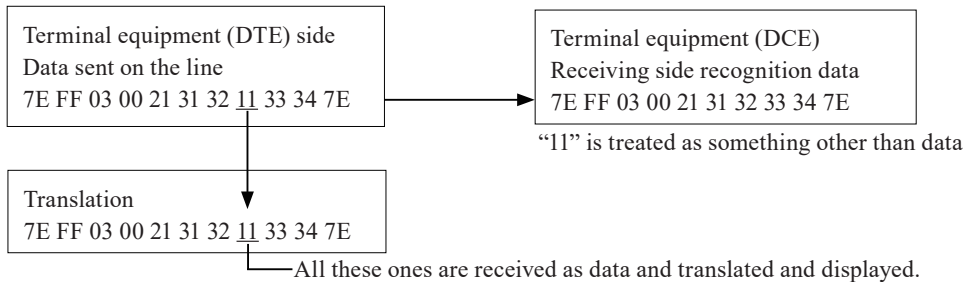 Terminal equipment (DTE) side
Data sent on the line
7E FF 03 00 21 31 32 11 33 34 7E
Terminal equipment (DCE)
Receiving side recognition data
7E FF 03 00 21 31 32 33 34 7E
“11” is treated as something other than data
Translation
7E FF 03 00 21 31 32 11 33 34 7E
All these ones are received as data and translated and displayed.